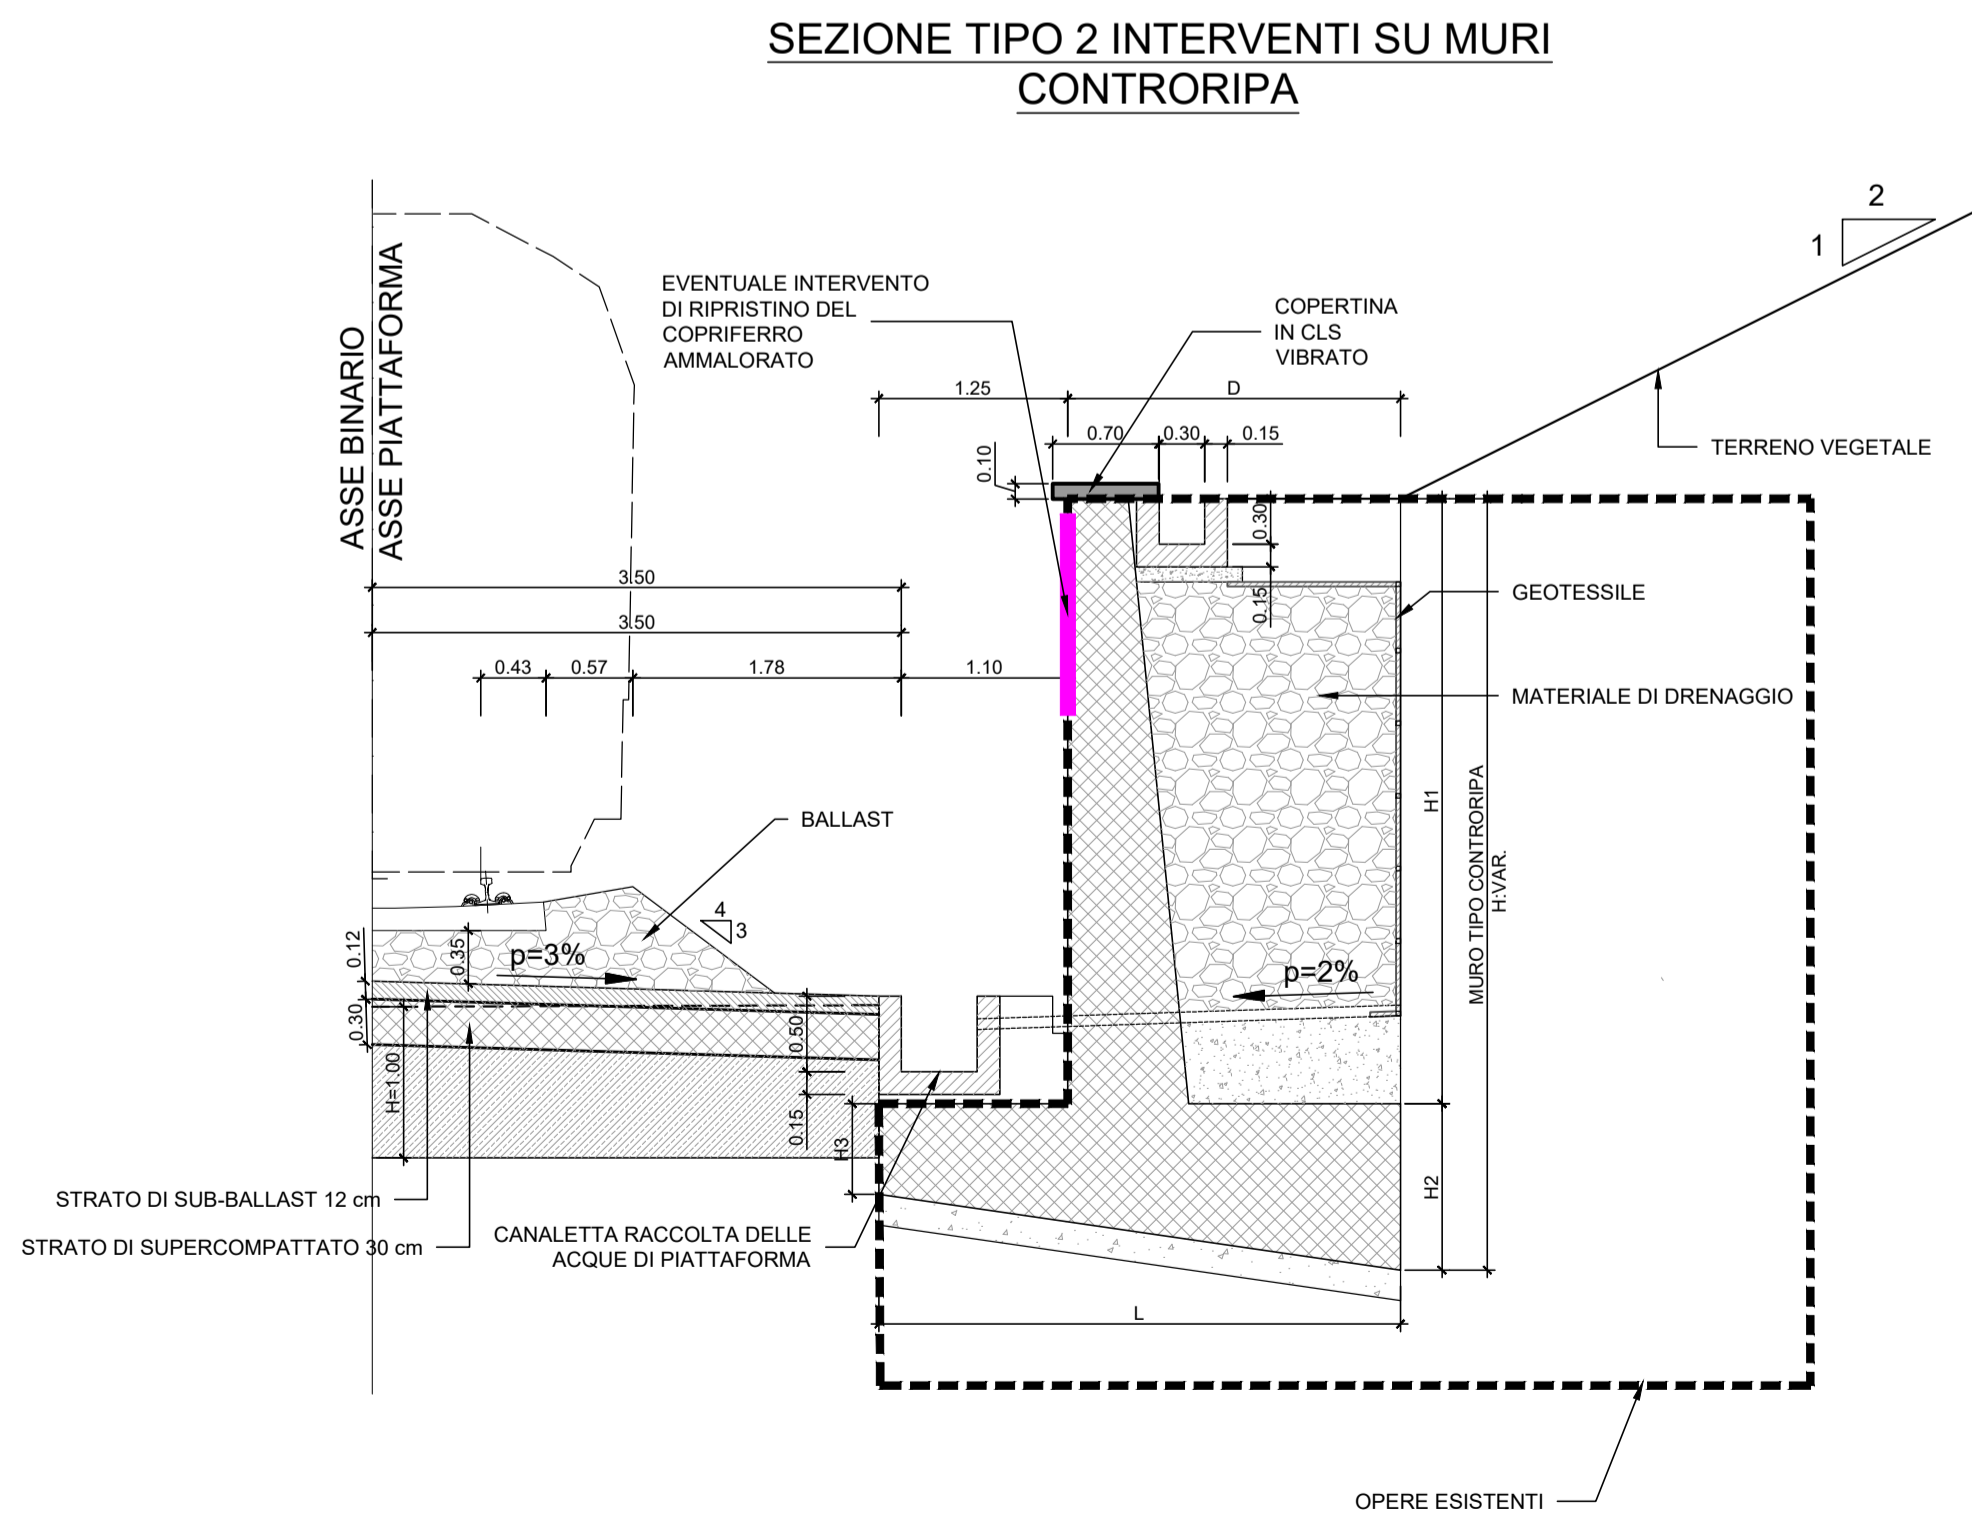 SEZIONE TIPO 2 INTERVENTI SU MURI
CONTRORIPA
2
1
ASSE BINARIO
ASSE PIATTAFORMA
EVENTUALE INTERVENTO
DI RIPRISTINO DEL
COPRIFERRO
AMMALORATO
COPERTINA
IN CLS
VIBRATO
1.25
D
0.70
0.30
0.15
0.10
TERRENO VEGETALE
0.30
0.15
3.50
3.50
GEOTESSILE
0.43
0.57
1.78
1.10
MATERIALE DI DRENAGGIO
H1
MURO TIPO CONTRORIPA
H:VAR.
BALLAST
4
3
0.12
0.35
p=3%
p=2%
0.30
H=1.00
0.50
0.15
H3
H2
STRATO DI SUB-BALLAST 12 cm
STRATO DI SUPERCOMPATTATO 30 cm
CANALETTA RACCOLTA DELLE
ACQUE DI PIATTAFORMA
L
OPERE ESISTENTI